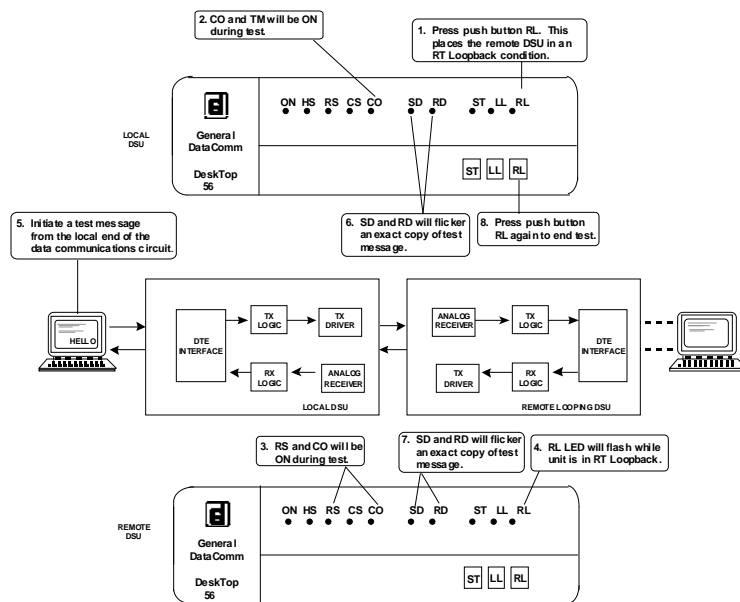 2. CO and TM will be ON
during test.
1. Press push button RL. This
places the remote DSU in an
RT Loopback condition.
LOCAL
DSU
General
DataComm
DeskTop
56
ON HS RS CS CO SD RD ST LL RL
ST LL RL
5. Initiate a test message
from the local end of the
data communications circuit.
6. SD and RD will flicker
an exact copy of test
message.
8. Press push button
RL again to end test.
HELLO
DTE
INTERFACE
TX
LOGIC
TX
DRIVER
RX
LOGIC
ANALOG
RECEIVER
LOCAL DSU
ANALOG
RECEIVER
TX
LOGIC
DTE
INTERFACE
TX
DRIVER
RX
LOGIC
REMOTE LOOPING DSU
3. RS and CO will be
ON during test.
7. SD and RD will flicker
an exact copy of test
message.
4. RL LED will flash while
unit is in RT Loopback.
REMOTE
DSU
General
DataComm
DeskTop
56
ON HS RS CS CO SD RD ST LL RL
ST LL RL